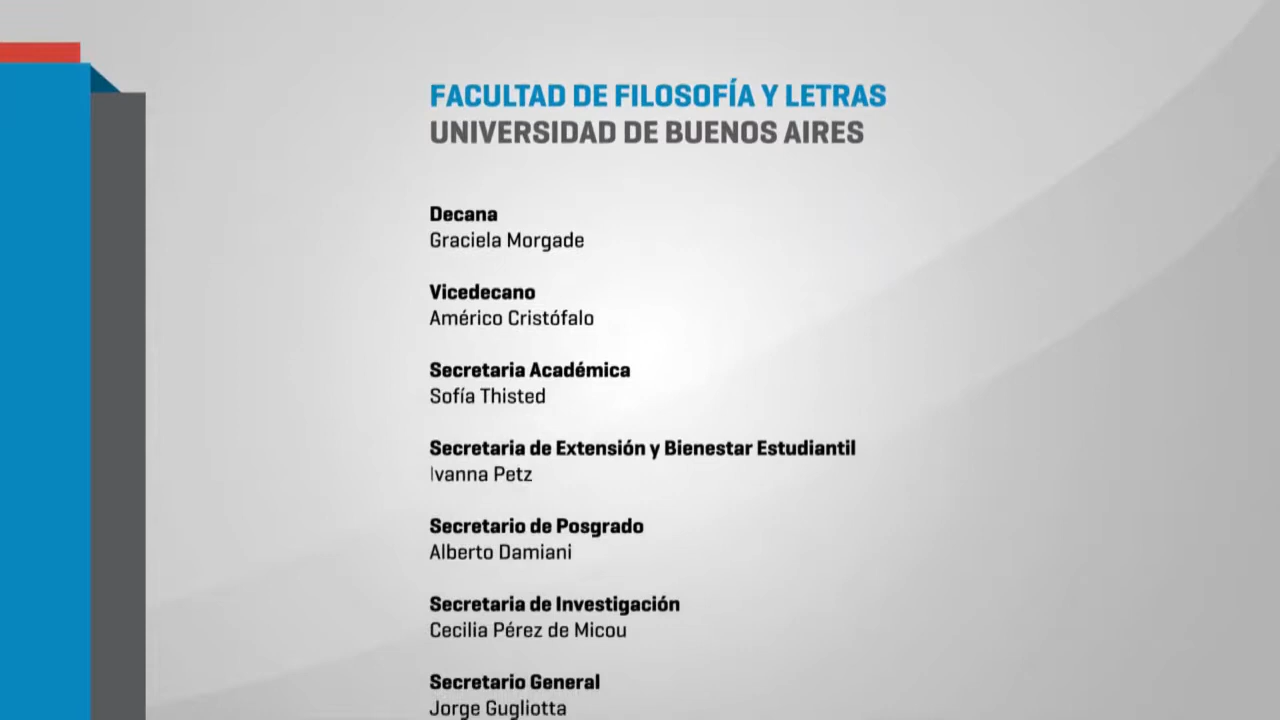 FACULTAD DE FILOSOFÍA Y LETRAS
UNIVERSIDAD DE BUENOS AIRES
Decana
Graciela Morgade
Vicedecano
Américo Cristófalo
Secretaria Académica
Sofía Thisted
Secretaria de Extensión y Bienestar Estudiantil
Ivanna Petz
Secretario de Posgrado
Alberto Damiani
Secretaria de Investigación
Cecilia Pérez de Micou
Secretario General
Jorge Gugliotta